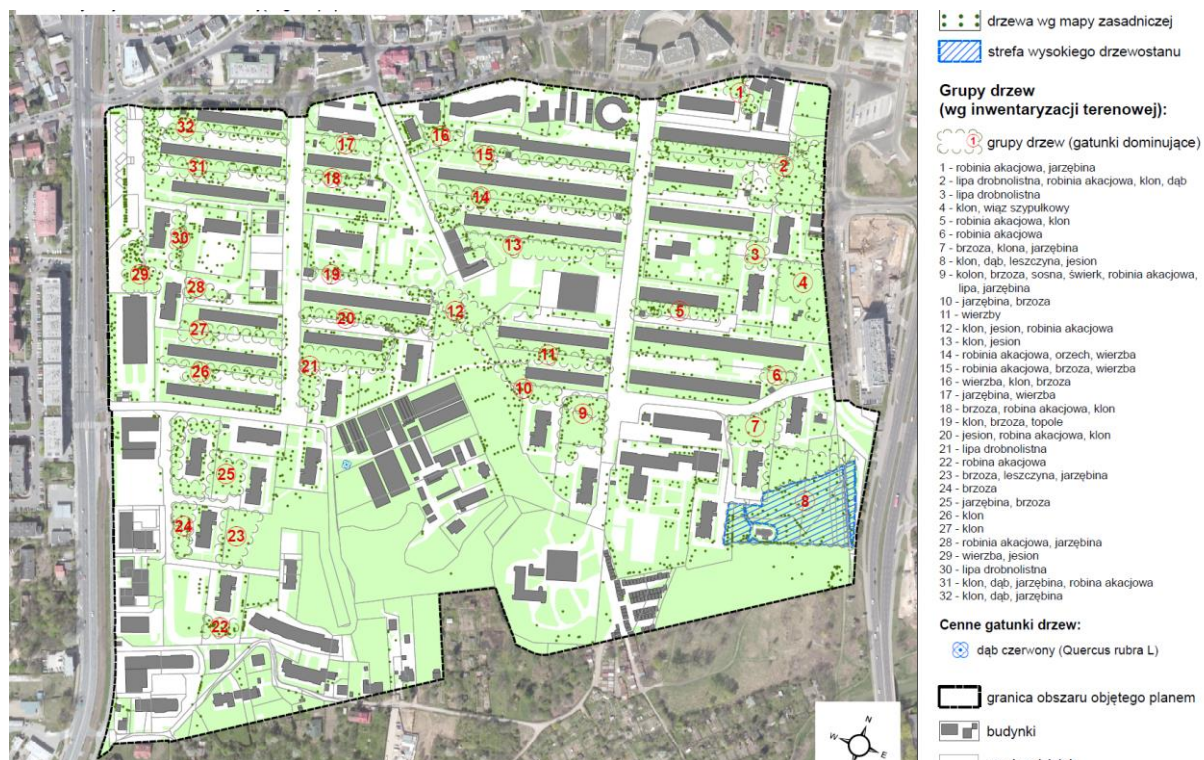 drzewa wg mapy zasadniczej
strefa wysokiego drzewostanu
Grupy drzew
(wg inwentaryzacji terenowej):
1 grupy drzew (gatunki dominujące)
1 - robinia akacjowa, jarzębina
2 - lipa drobnolistna, robinia akacjowa, klon, dąb
3 - lipa drobnolistna
4 - klon, wiąz szypułkowy
5 - robinia akacjowa, klon
6 - robinia akacjowa
7 - brzoza, klona, jarzębina
8 - klon, dąb, leszczyna, jesion
9 - kolon, brzoza, sosna, świerk, robinia akacjowa,
lipa, jarzębina
10 - jarzębina, brzoza
11 - wierzby
12 - klon, jesion, robinia akacjowa
13 - klon, jesion
14 - robinia akacjowa, orzech, wierzba
15 - robinia akacjowa, brzoza, wierzba
16 - wierzba, klon, brzoza
17 - jarzębina, wierzba
18 - brzoza, robina akacjowa, klon
19 - klon, brzoza, topole
20 - jesion, robina akacjowa, klon
21 - lipa drobnolistna
22 - robina akacjowa
23 - brzoza, leszczyna, jarzębina
24 - brzoza
25 - jarzębina, brzoza
26 - klon
27 - klon
28 - robinia akacjowa, jarzębina
29 - wierzba, jesion
30 - lipa drobnolistna
31 - klon, dąb, jarzębina, robina akacjowa
32 - klon, dąb, jarzębina
Cenne gatunki drzew:
dąb czerwony (Quercus rubra L)
granica obszaru objętego planem
budynki
1
32
17
16
15
31
2
18
14
30
13
3
29
19
4
28
12
5
20
27
11
21
26
6
10
9
7
25
8
24
23
22
N
W
E